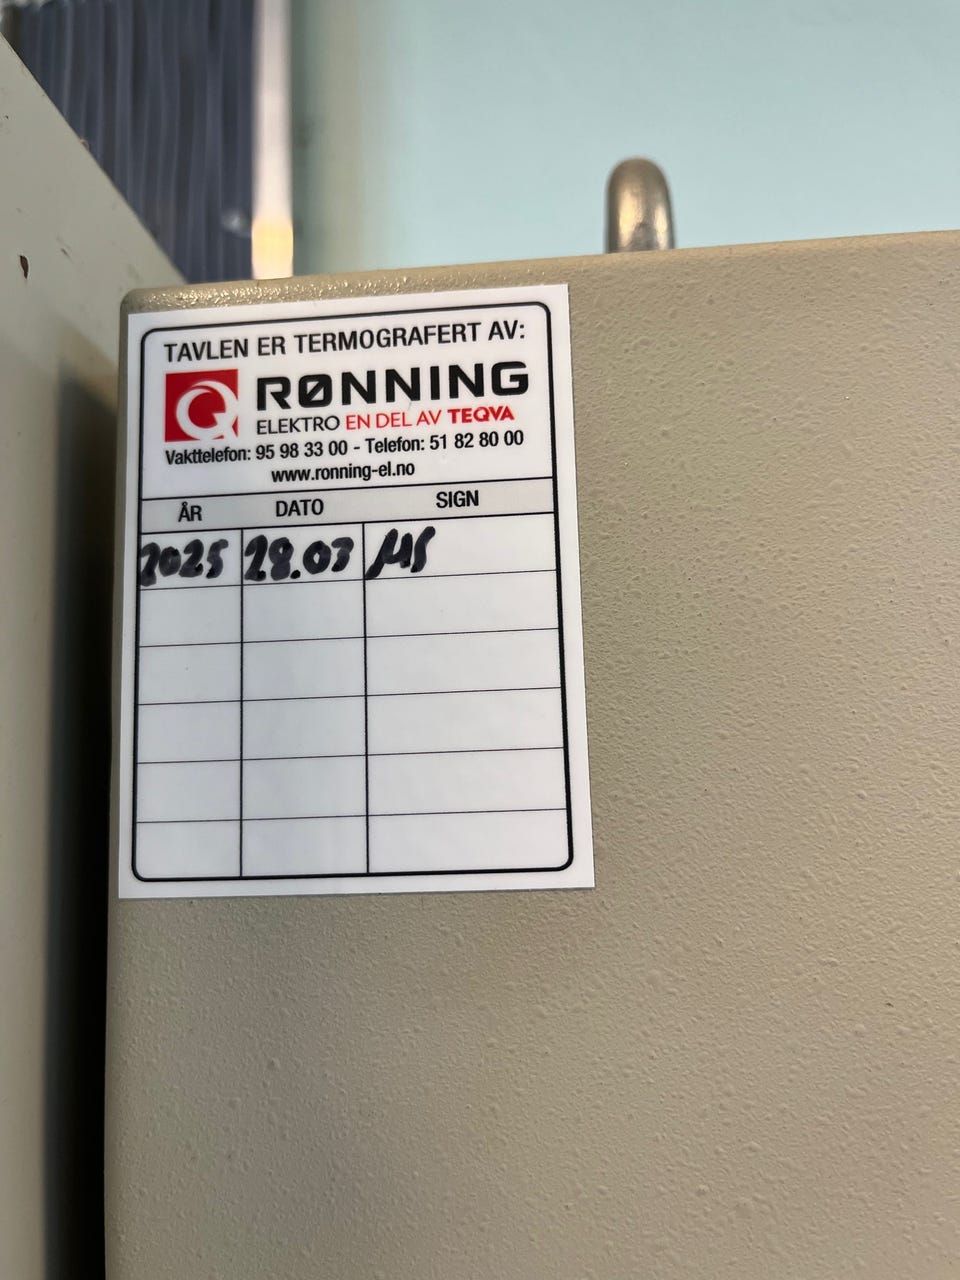 TAVLEN ER TERMOGRAFERT AV:
RØNNING
ELEKTRO EN DEL AV TEQVA
Vakttelefon: 95 98 33 00 - Telefon: 51 82 80 00
www.ronning-el.no
ÅR DATO SIGN
2025 28.03